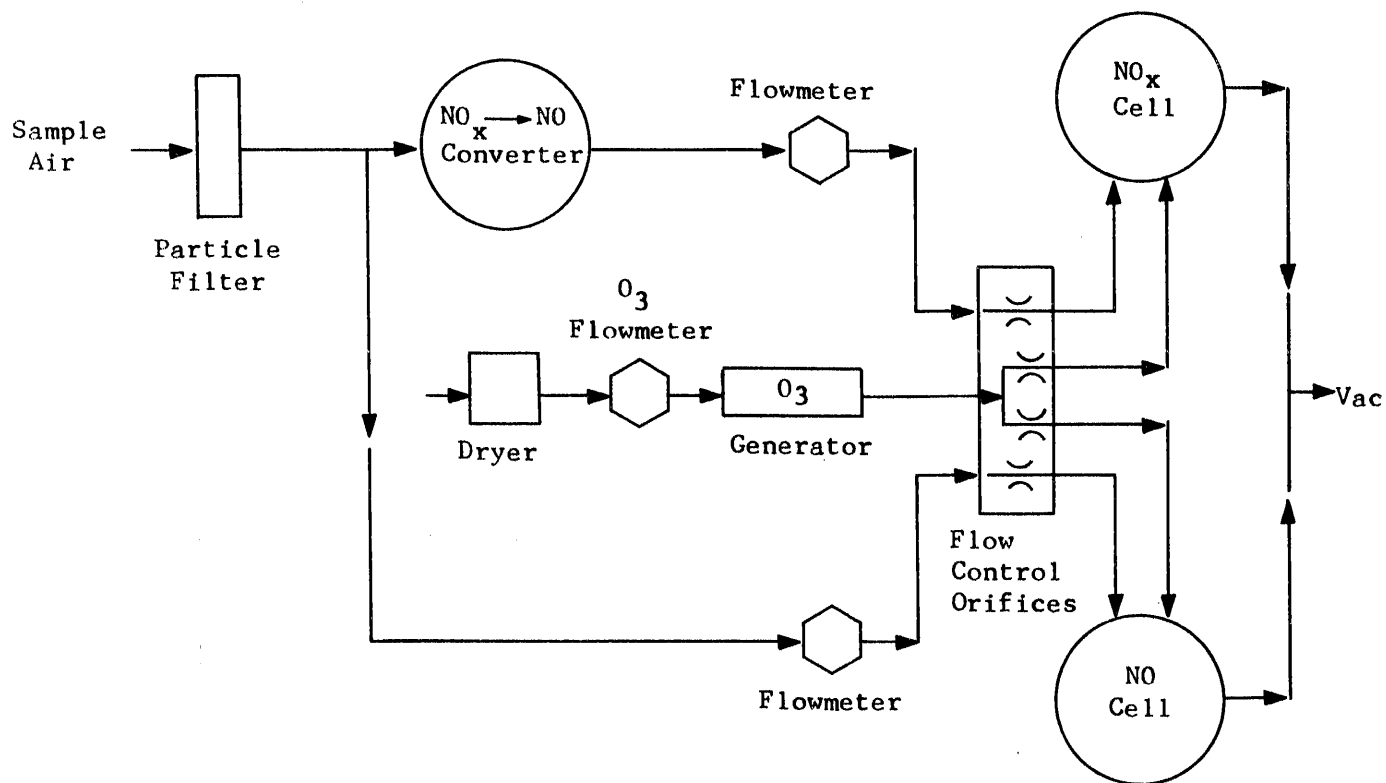 Sample
Air
Particle
Filter
NOx → NO
Converter
Flowmeter
NOx
Cell
O3
Flowmeter
Dryer
O3
Generator
Flow
Control
Orifices
Vac
Flowmeter
NO
Cell